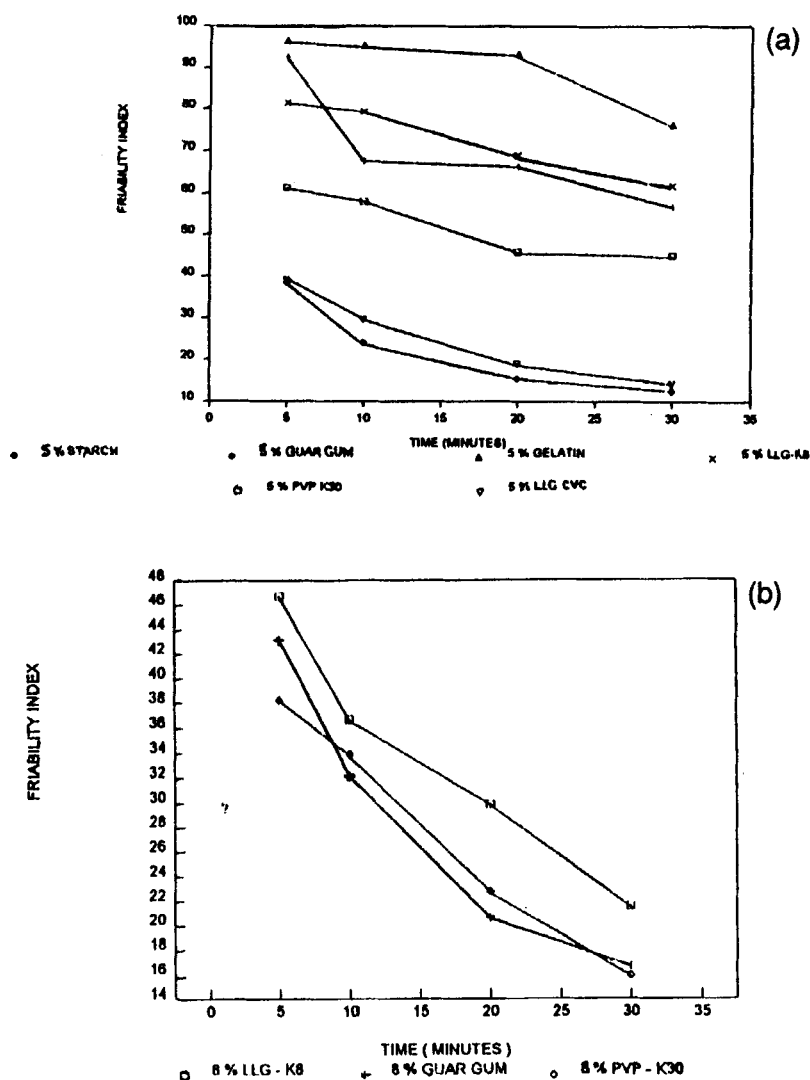 (a)
100
90
80
70
60
50
40
30
20
10
FRIABILITY INDEX
0 5 10 15 20 25 30 35
TIME (MINUTES)
5 % STARCH 5 % GUAR GUM 5 % GELATIN 5 % LLG-K8
5 % PVP K30 5 % LLG CVC
(b)
48
46
44
42
40
38
36
34
32
30
28
26
24
22
20
18
16
14
FRIABILITY INDEX
0 5 10 15 20 25 30 35
TIME ( MINUTES )
8 % LLG - K8 8 % GUAR GUM 8 % PVP - K30